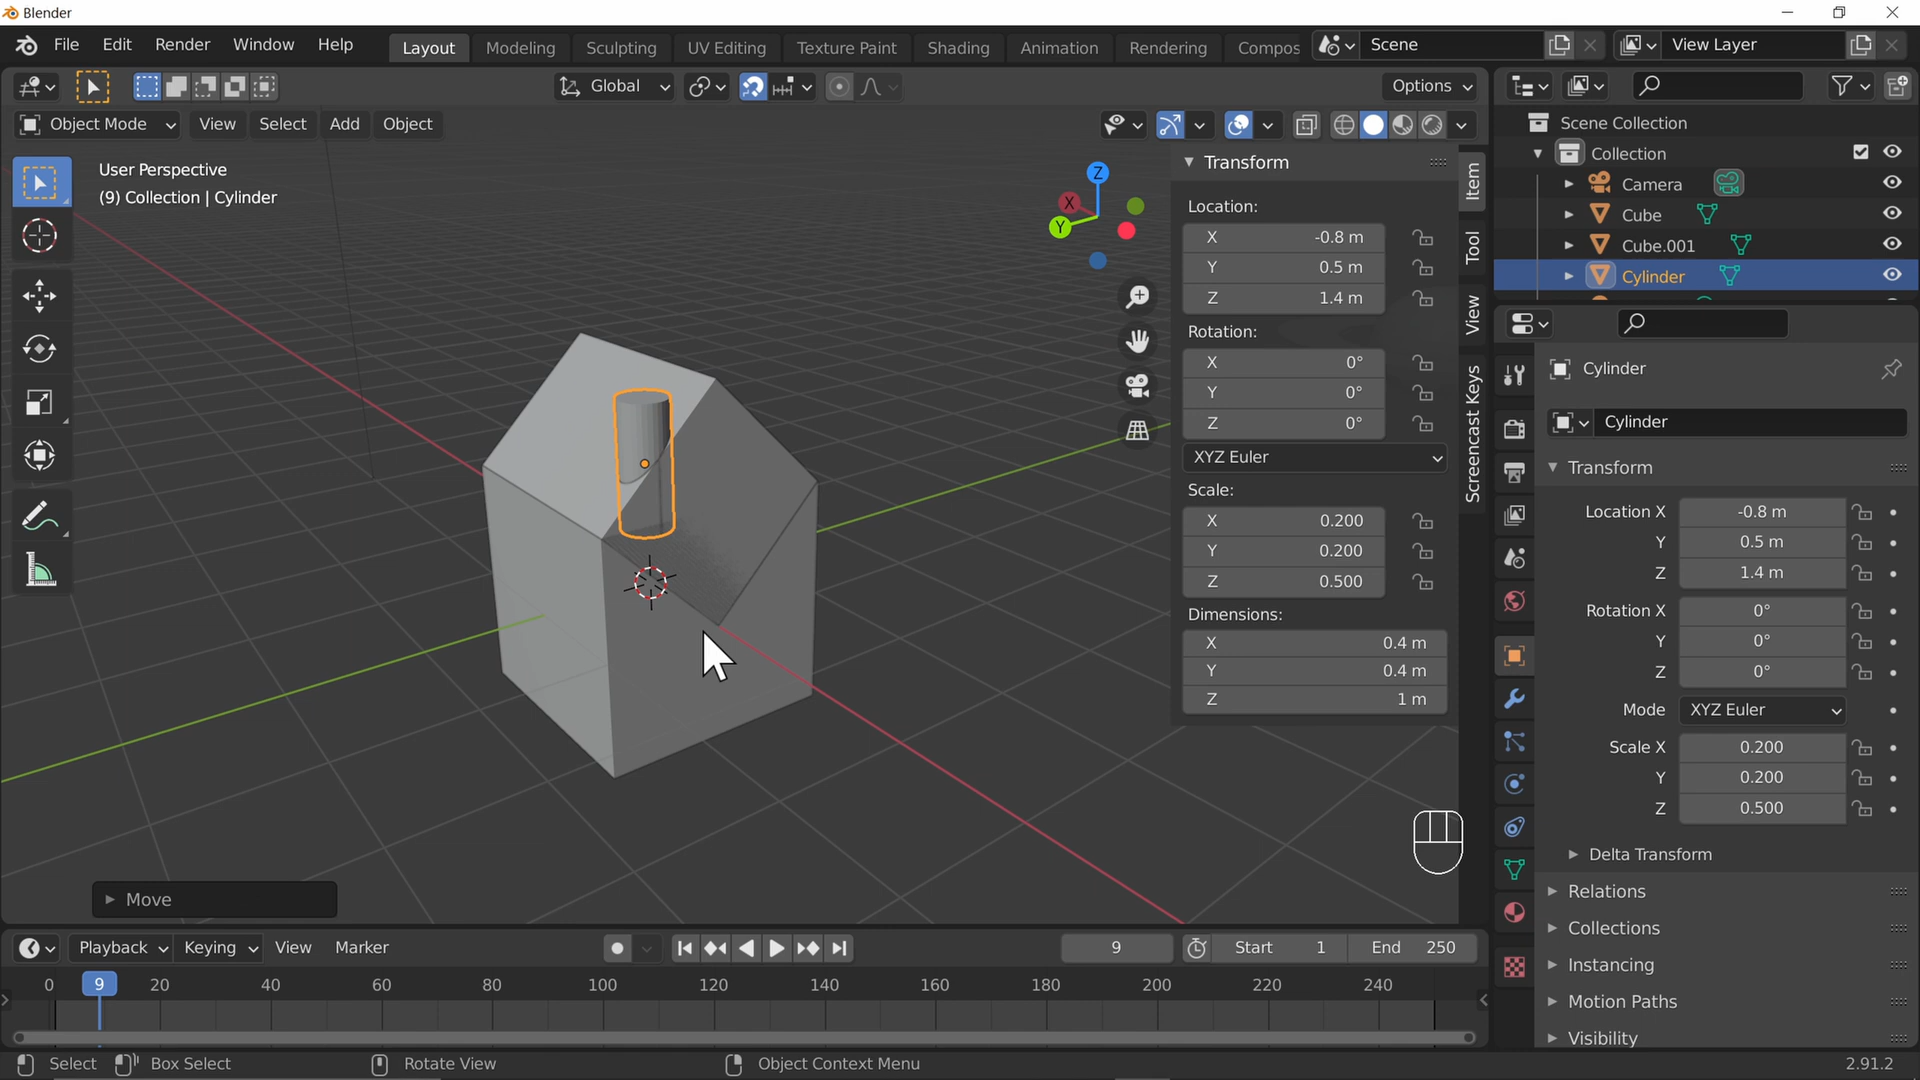 Blender
File Edit Render Window Help
Layout Modeling Sculpting UV Editing Texture Paint Shading Animation Rendering Compos
Scene
View Layer
Global
Options
Object Mode View Select Add Object
User Perspective
(9) Collection | Cylinder
Z
X
Y
Transform
Location:
X -0.8 m
Y 0.5 m
Z 1.4 m
Rotation:
X 0°
Y 0°
Z 0°
XYZ Euler
Scale:
X 0.200
Y 0.200
Z 0.500
Dimensions:
X 0.4 m
Y 0.4 m
Z 1 m
Item
Tool
View
Screencast Keys
Scene Collection
Collection
Camera
Cube
Cube.001
Cylinder
Cylinder
Cylinder
Transform
Location X -0.8 m
Y 0.5 m
Z 1.4 m
Rotation X 0°
Y 0°
Z 0°
Mode XYZ Euler
Scale X 0.200
Y 0.200
Z 0.500
Delta Transform
Relations
Collections
Instancing
Motion Paths
Visibility
Move
Playback Keying View Marker
9
Start 1
End 250
0 9 20 40 60 80 100 120 140 160 180 200 220 240
Select Box Select Rotate View Object Context Menu
2.91.2